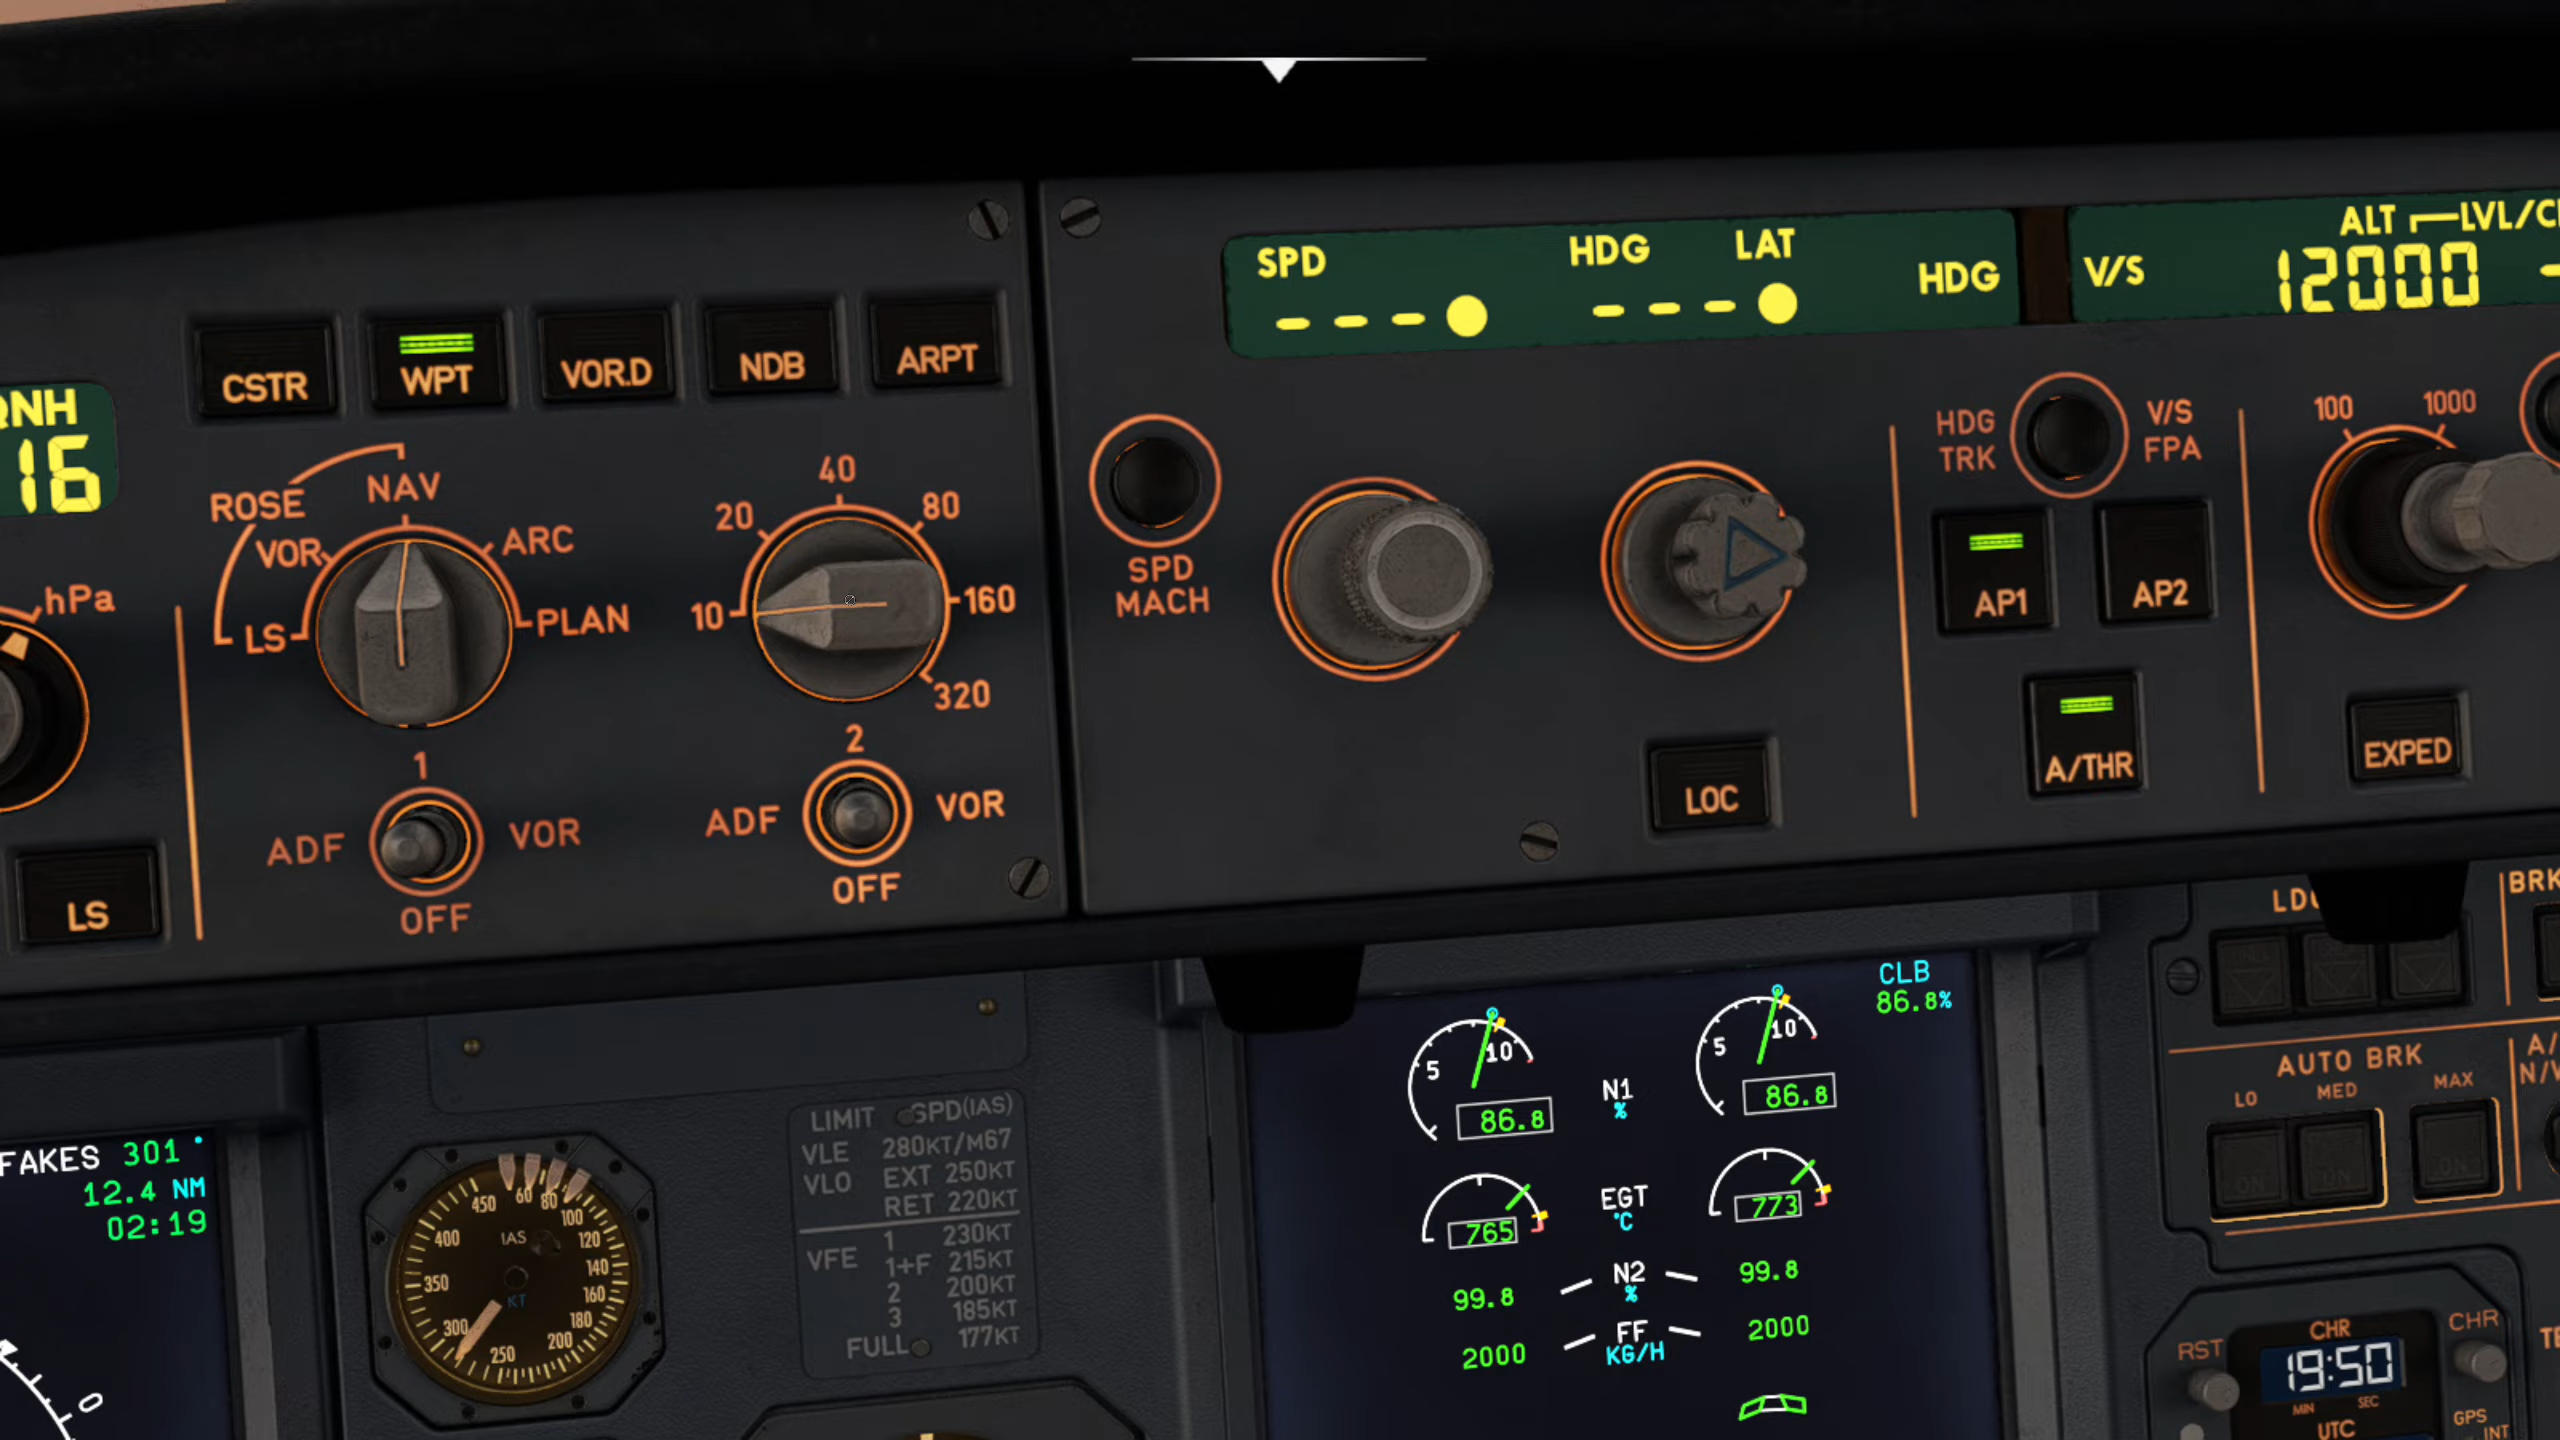 SPD HDG LAT HDG
V/S ALT LVL/C
12000
QNH
16
CSTR WPT VOR.D NDB ARPT
hPa
ROSE NAV
VOR ARC
LS PLAN
10 20 40 80 160 320
1
ADF VOR
OFF
2
ADF VOR
OFF
LS
SPD
MACH
LOC
HDG
TRK
V/S
FPA
AP1 AP2
A/THR
100 1000
EXPED
FAKES 301
12.4 NM
02:19
0
450 60 80 100 120 140 160 180 200 250 300 350 400
IAS
KT
LIMIT SPD(IAS)
VLE 280KT/M67
VLO EXT 250KT
RET 220KT
VFE 1 230KT
1+F 215KT
2 200KT
3 185KT
FULL 177KT
CLB
86.8%
5 10 5 10
86.8 N1 % 86.8
765 EGT °C 773
99.8 N2 % 99.8
2000 FF KG/H 2000
BRK
AUTO BRK
LO MED MAX
A/
N/W
RST CHR CHR
19:50
MIN SEC
UTC
GPS
INT